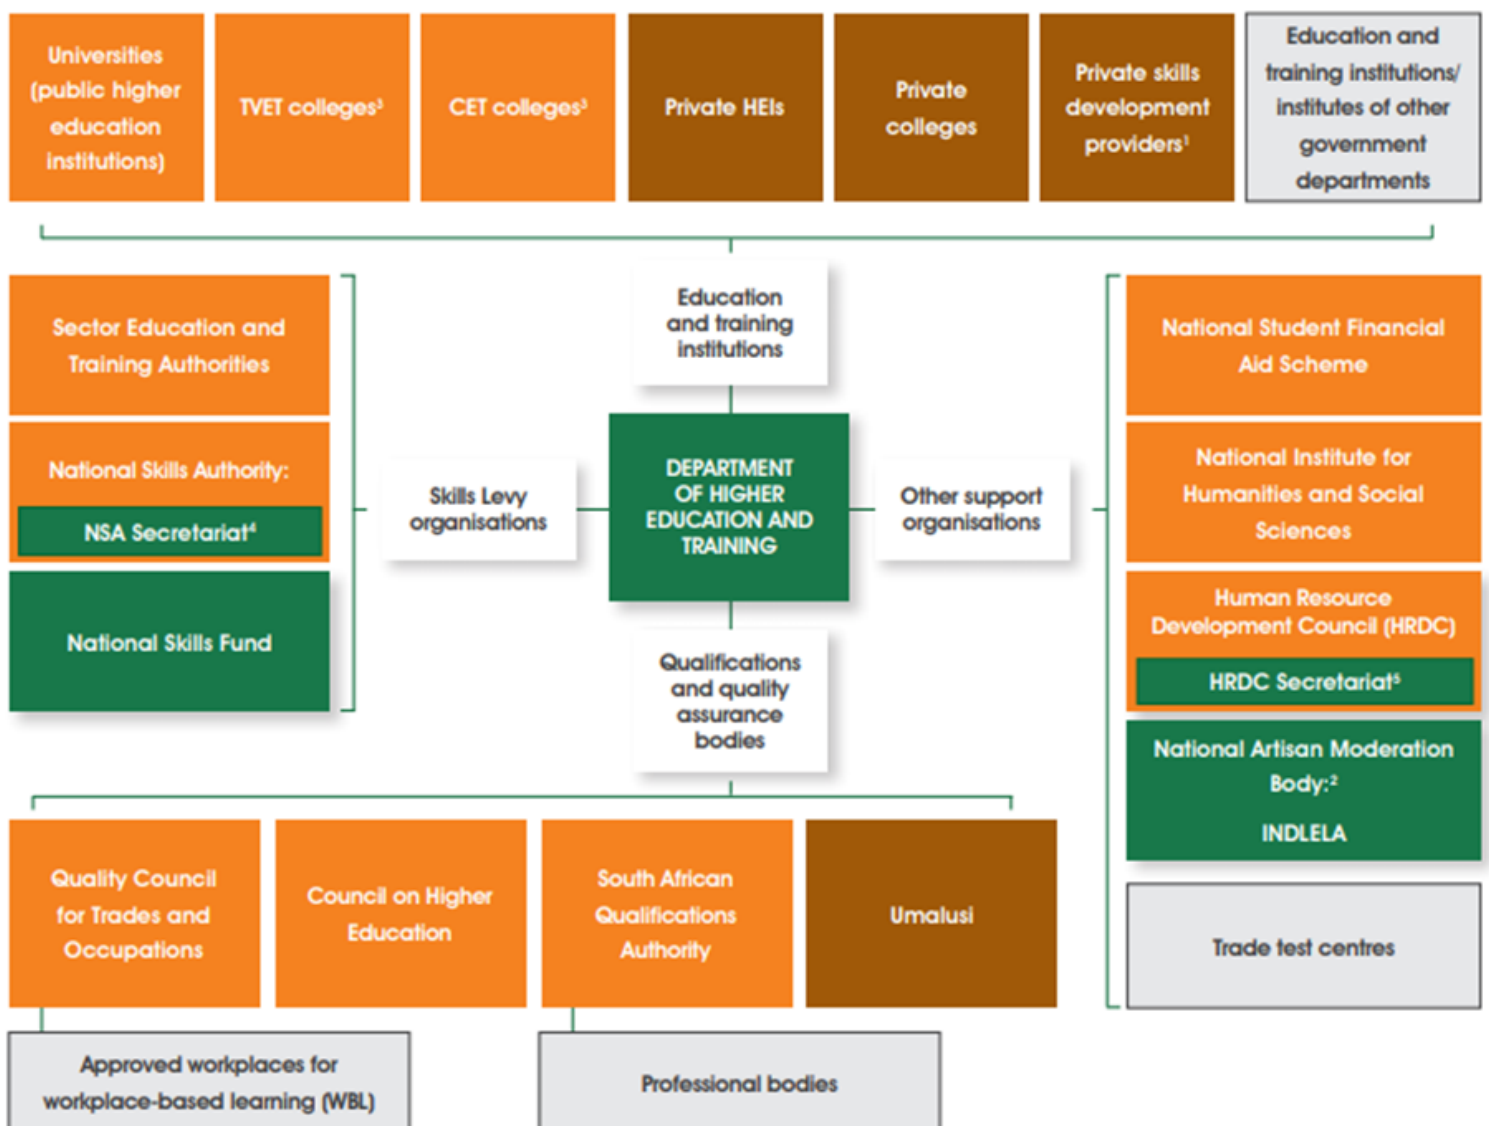 Universities
(public higher
education
institutions)
TVET colleges³
CET colleges³
Private HEIs
Private
colleges
Private skills
development
providers¹
Education and
training institutions/
institutes of other
government
departments
Education
and training
institutions
Sector Education and
Training Authorities
National Skills Authority:
NSA Secretariat⁴
National Skills Fund
Skills Levy
organisations
DEPARTMENT
OF HIGHER
EDUCATION AND
TRAINING
Other support
organisations
National Student Financial
Aid Scheme
National Institute for
Humanities and Social
Sciences
Human Resource
Development Council (HRDC)
HRDC Secretariat⁵
National Artisan Moderation
Body:²
INDLELA
Trade test centres
Qualifications
and quality
assurance
bodies
Quality Council
for Trades and
Occupations
Council on Higher
Education
South African
Qualifications
Authority
Umalusi
Approved workplaces for
workplace-based learning (WBL)
Professional bodies